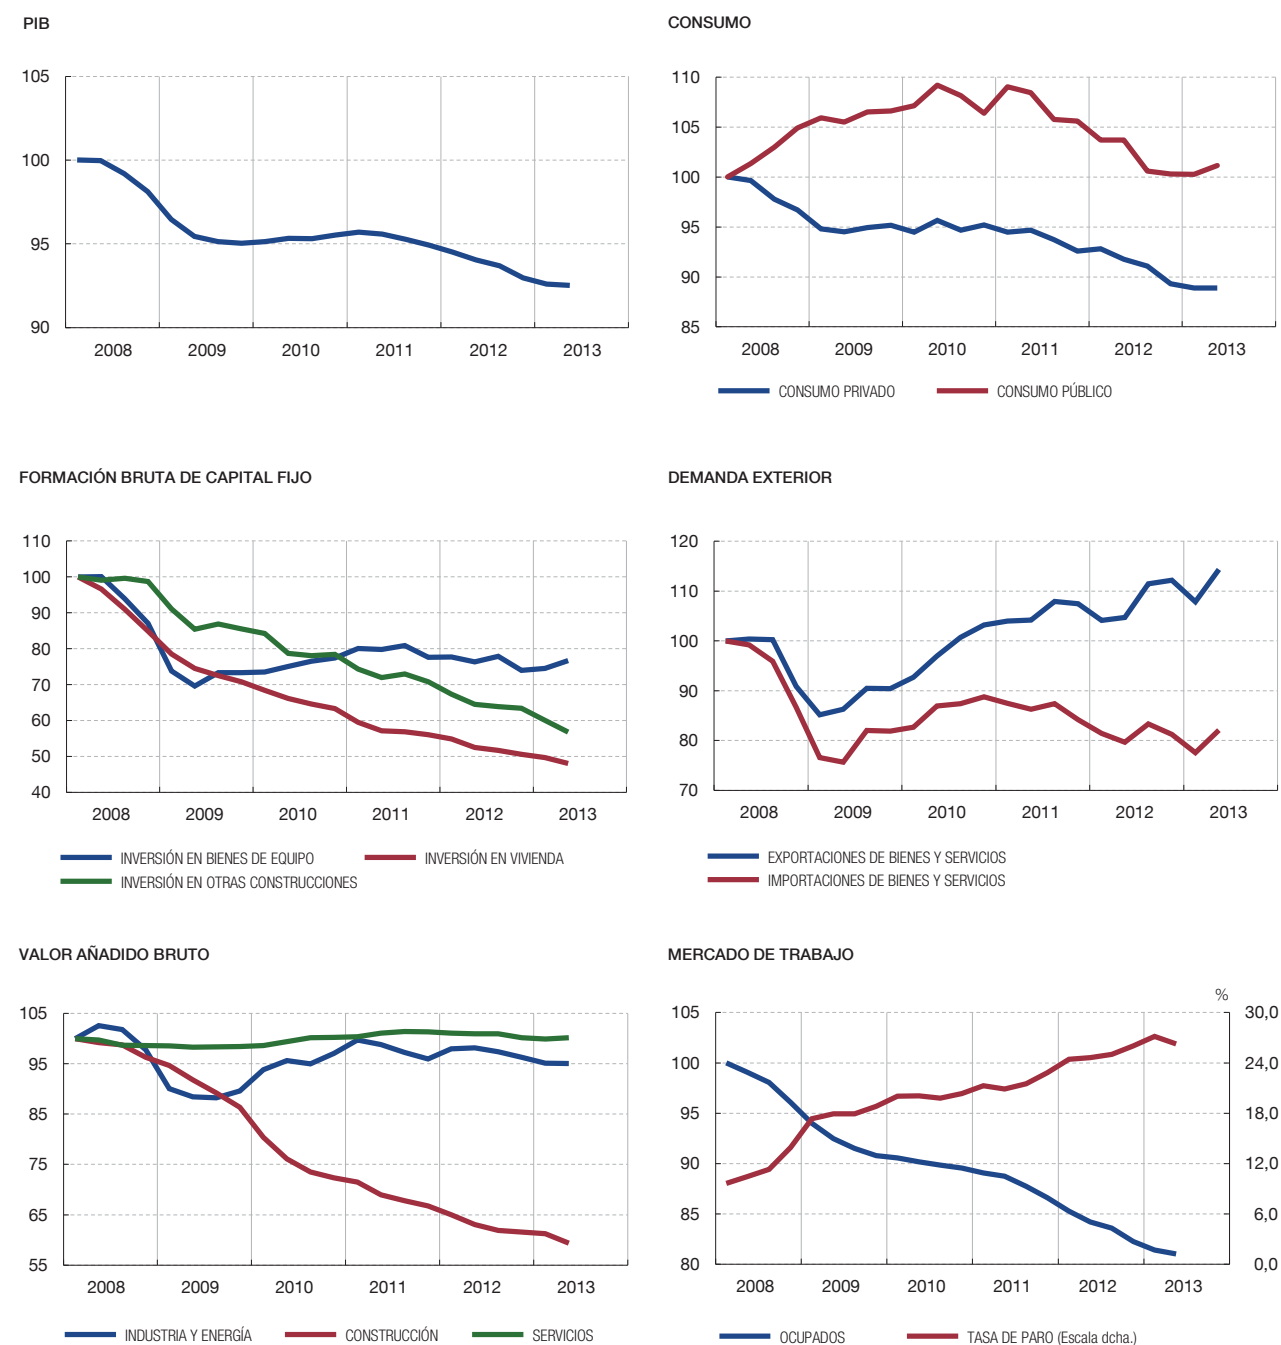 PIB
105
100
95
90
2008 2009 2010 2011 2012 2013
CONSUMO
110
105
100
95
90
85
2008 2009 2010 2011 2012 2013
CONSUMO PRIVADO CONSUMO PÚBLICO
FORMACIÓN BRUTA DE CAPITAL FIJO
110
100
90
80
70
60
50
40
2008 2009 2010 2011 2012 2013
INVERSIÓN EN BIENES DE EQUIPO INVERSIÓN EN VIVIENDA
INVERSIÓN EN OTRAS CONSTRUCCIONES
DEMANDA EXTERIOR
120
110
100
90
80
70
2008 2009 2010 2011 2012 2013
EXPORTACIONES DE BIENES Y SERVICIOS
IMPORTACIONES DE BIENES Y SERVICIOS
VALOR AÑADIDO BRUTO
105
95
85
75
65
55
2008 2009 2010 2011 2012 2013
INDUSTRIA Y ENERGÍA CONSTRUCCIÓN SERVICIOS
MERCADO DE TRABAJO
%
105 30,0
100 24,0
95 18,0
90 12,0
85 6,0
80 0,0
2008 2009 2010 2011 2012 2013
OCUPADOS TASA DE PARO (Escala dcha.)